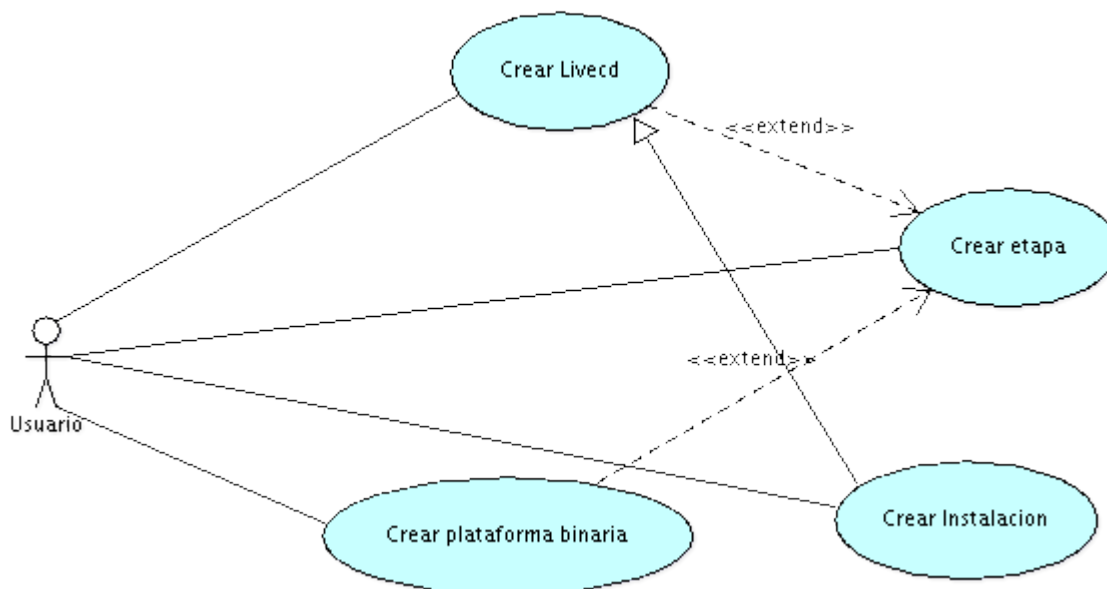 Crear Livecd
<<extend>>
Crear etapa
<<extend>>
Usuario
Crear plataforma binaria
Crear Instalacion